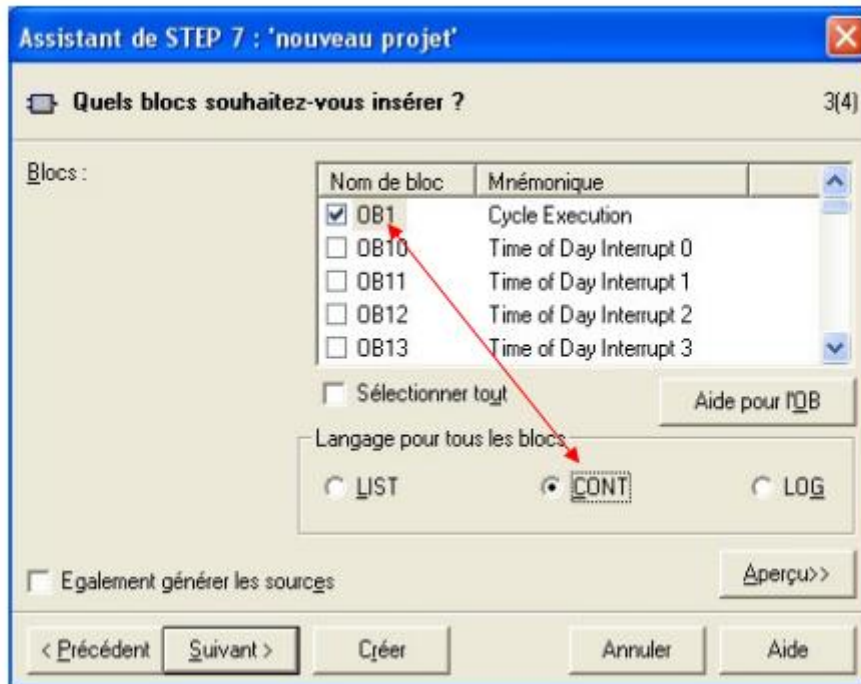 Assistant de STEP 7 : 'nouveau projet'
Quels blocs souhaitez-vous insérer ?
3(4)
Blocs :
Nom de bloc Mnémonique
OB1 Cycle Execution
OB10 Time of Day Interrupt 0
OB11 Time of Day Interrupt 1
OB12 Time of Day Interrupt 2
OB13 Time of Day Interrupt 3
Sélectionner tout
Aide pour l'OB
Langage pour tous les blocs
LIST CONT LOG
Egalement générer les sources
Aperçu>>
< Précédent Suivant > Créer Annuler Aide